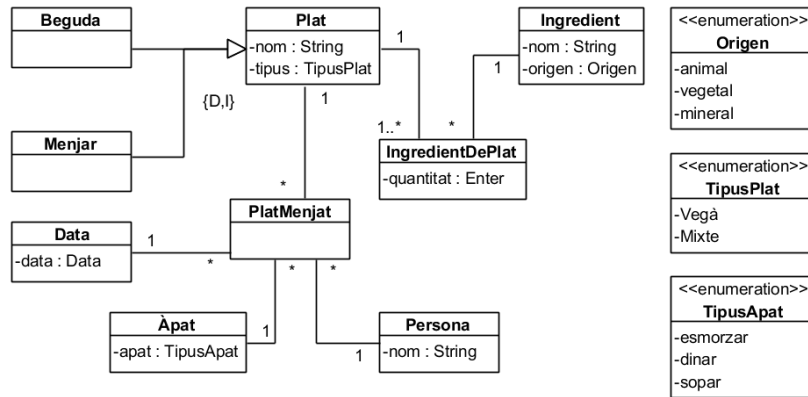 Beguda
Plat
-nom : String
-tipus : TipusPlat
1
1
Ingredient
-nom : String
-origen : Origen
1
<<enumeration>>
Origen
-animal
-vegetal
-mineral
{D,I}
Menjar
1..*
*
IngredientDePlat
-quantitat : Enter
<<enumeration>>
TipusPlat
-Vegà
-Mixte
*
PlatMenjat
Data
-data : Data
1
*
*
*
<<enumeration>>
TipusApat
-esmorzar
-dinar
-sopar
Àpat
-apat : TipusApat
1
1
Persona
-nom : String